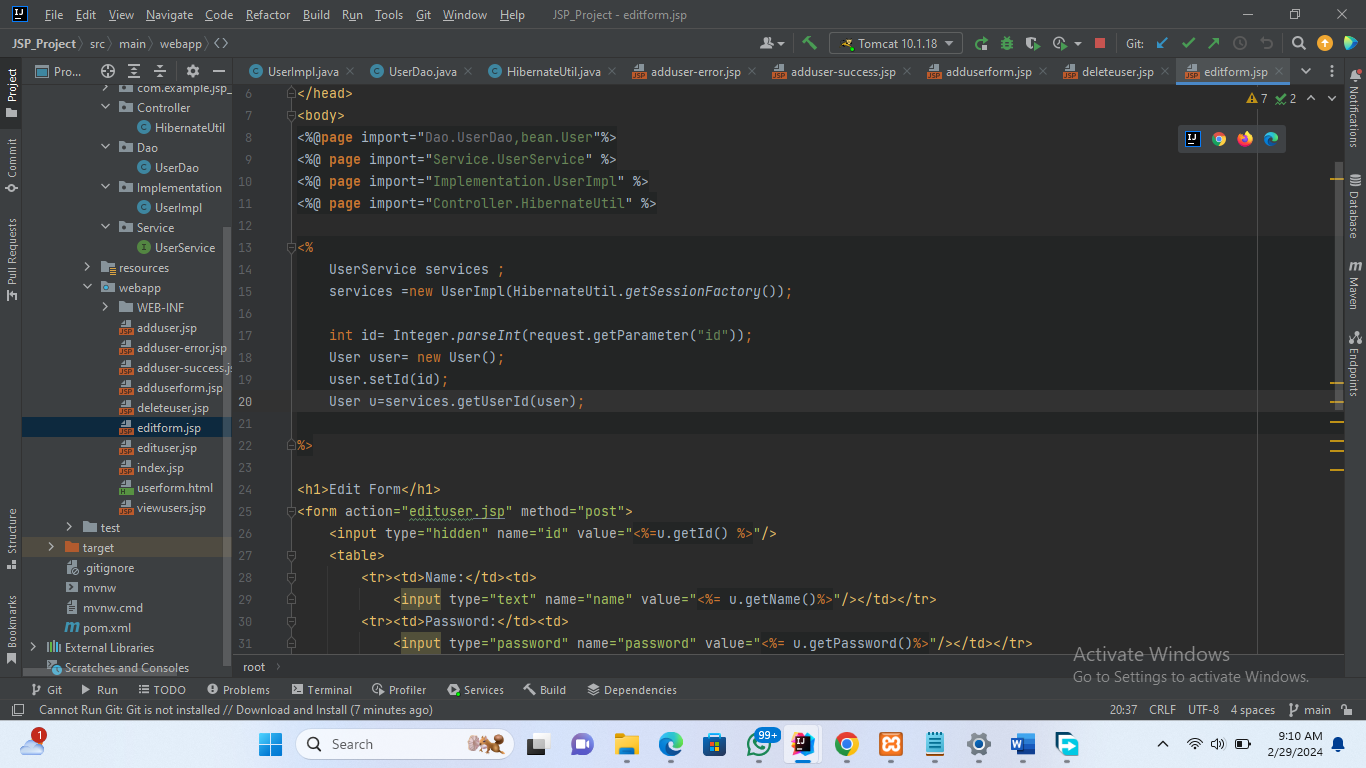 File Edit View Navigate Code Refactor Build Run Tools Git Window Help JSP_Project - editform.jsp
JSP_Project src main webapp
Tomcat 10.1.18 Git:
Pro...
UserImpl.java UserDao.java HibernateUtil.java adduser-error.jsp adduser-success.jsp adduserform.jsp deleteuser.jsp editform.jsp
Project
Commit
Pull Requests
Structure
Bookmarks
com.example.jsp_
Controller
HibernateUtil
Dao
UserDao
Implementation
UserImpl
Service
UserService
resources
webapp
WEB-INF
adduser.jsp
adduser-error.jsp
adduser-success.js
adduserform.jsp
deleteuser.jsp
editform.jsp
edituser.jsp
index.jsp
userform.html
viewusers.jsp
test
target
.gitignore
mvnw
mvnw.cmd
pom.xml
External Libraries
Scratches and Consoles
7 2
6 </head>
7 <body>
8 <%@page import="Dao.UserDao,bean.User"%>
9 <%@ page import="Service.UserService" %>
10 <%@ page import="Implementation.UserImpl" %>
11 <%@ page import="Controller.HibernateUtil" %>
12
13 <%
14 UserService services ;
15 services =new UserImpl(HibernateUtil.getSessionFactory());
16
17 int id= Integer.parseInt(request.getParameter("id"));
18 User user= new User();
19 user.setId(id);
20 User u=services.getUserId(user);
21
22 %>
23
24 <h1>Edit Form</h1>
25 <form action="edituser.jsp" method="post">
26 <input type="hidden" name="id" value="<%=u.getId() %>"/>
27 <table>
28 <tr><td>Name:</td><td>
29 <input type="text" name="name" value="<%= u.getName()%>"/></td></tr>
30 <tr><td>Password:</td><td>
31 <input type="password" name="password" value="<%= u.getPassword()%>"/></td></tr>
root
Notifications
Database
Maven
Endpoints
Activate Windows
Go to Settings to activate Windows.
Git Run TODO Problems Terminal Profiler Services Build Dependencies
Cannot Run Git: Git is not installed // Download and Install (7 minutes ago) 20:37 CRLF UTF-8 4 spaces main
1
Search
99+
9:10 AM
2/29/2024